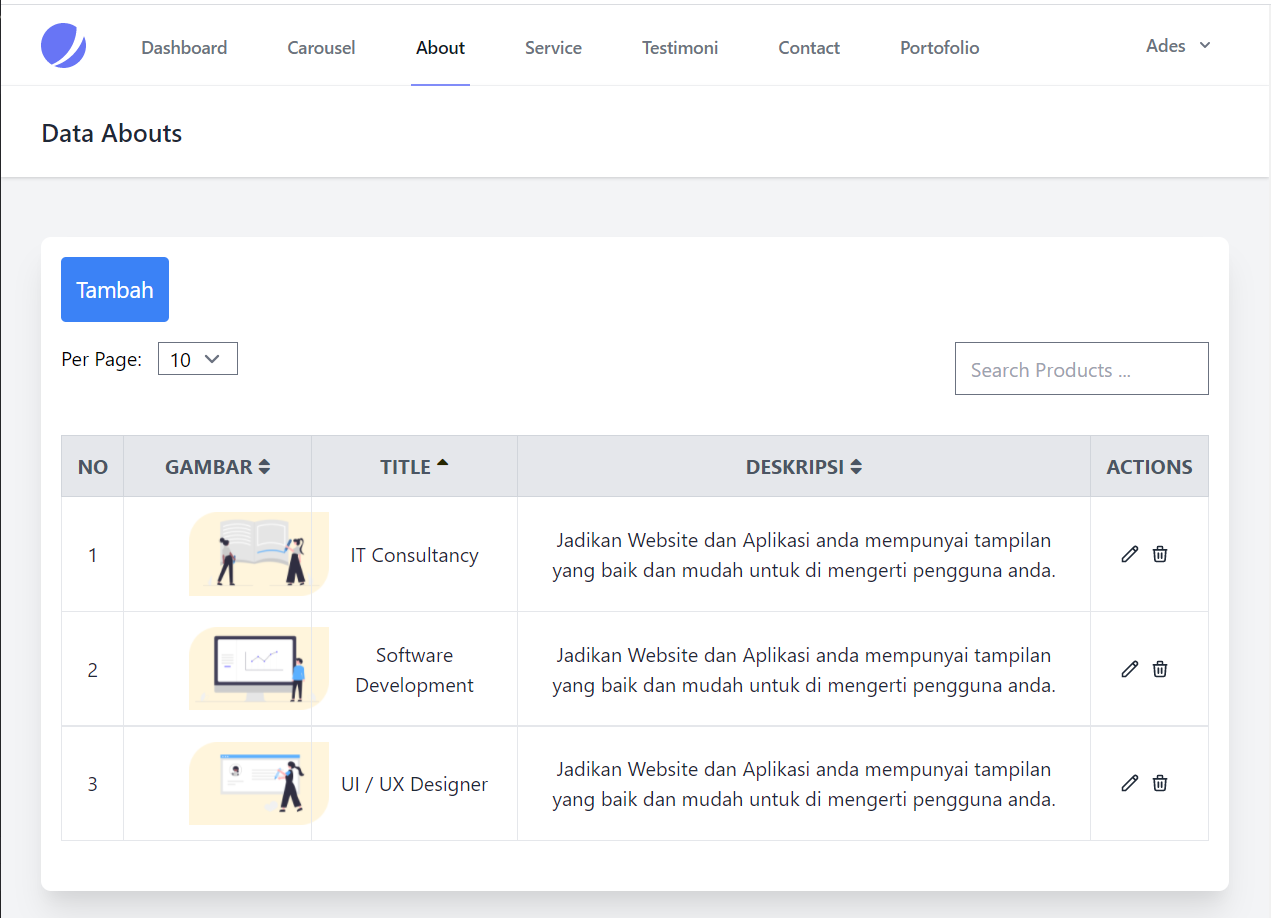 Dashboard Carousel About Service Testimoni Contact Portofolio Ades
Data Abouts
Tambah
Per Page: 10
Search Products ...
NO GAMBAR TITLE DESKRIPSI ACTIONS
1 IT Consultancy Jadikan Website dan Aplikasi anda mempunyai tampilan
yang baik dan mudah untuk di mengerti pengguna anda.
2 Software
Development
Jadikan Website dan Aplikasi anda mempunyai tampilan
yang baik dan mudah untuk di mengerti pengguna anda.
3 UI / UX Designer Jadikan Website dan Aplikasi anda mempunyai tampilan
yang baik dan mudah untuk di mengerti pengguna anda.